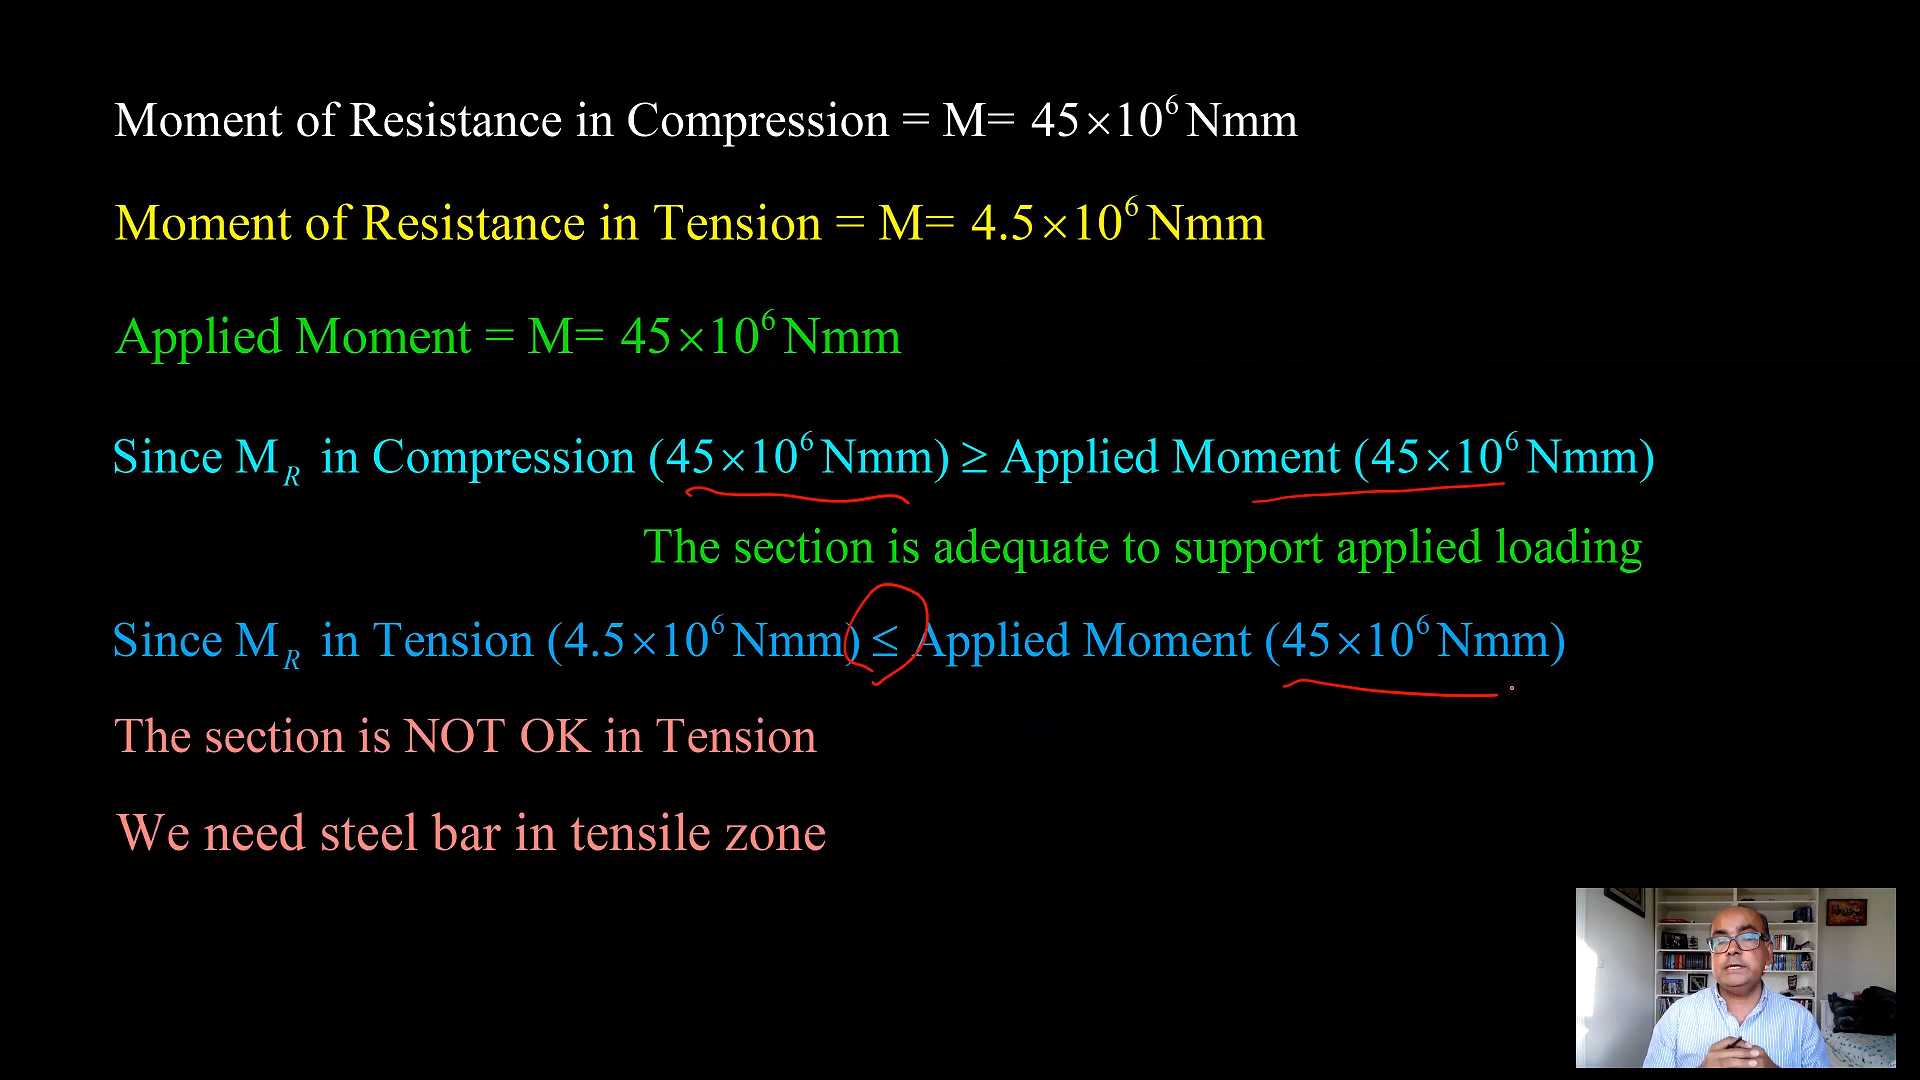 Moment of Resistance in Compression = M= 45×10⁶ Nmm
Moment of Resistance in Tension = M= 4.5×10⁶ Nmm
Applied Moment = M= 45×10⁶ Nmm
Since M_R in Compression (45×10⁶ Nmm) ≥ Applied Moment (45×10⁶ Nmm)
The section is adequate to support applied loading
Since M_R in Tension (4.5×10⁶ Nmm) ≤ Applied Moment (45×10⁶ Nmm)
The section is NOT OK in Tension
We need steel bar in tensile zone